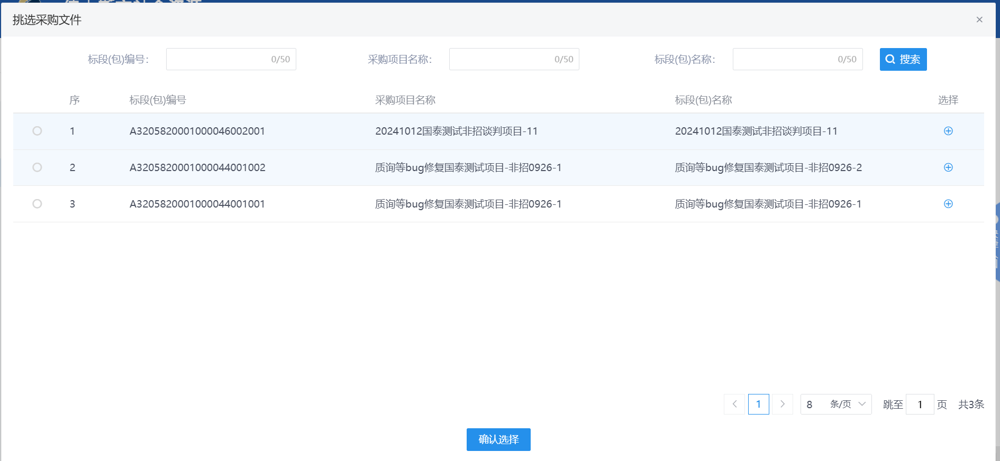 挑选采购文件
标段(包)编号: 0/50 采购项目名称: 0/50 标段(包)名称: 0/50 搜索
序 标段(包)编号 采购项目名称 标段(包)名称 选择
1 A3205820001000046002001 20241012国泰测试非招谈判项目-11 20241012国泰测试非招谈判项目-11
2 A3205820001000044001002 质询等bug修复国泰测试项目-非招0926-1 质询等bug修复国泰测试项目-非招0926-2
3 A3205820001000044001001 质询等bug修复国泰测试项目-非招0926-1 质询等bug修复国泰测试项目-非招0926-1
1 8 条/页 跳至 1 页 共3条
确认选择